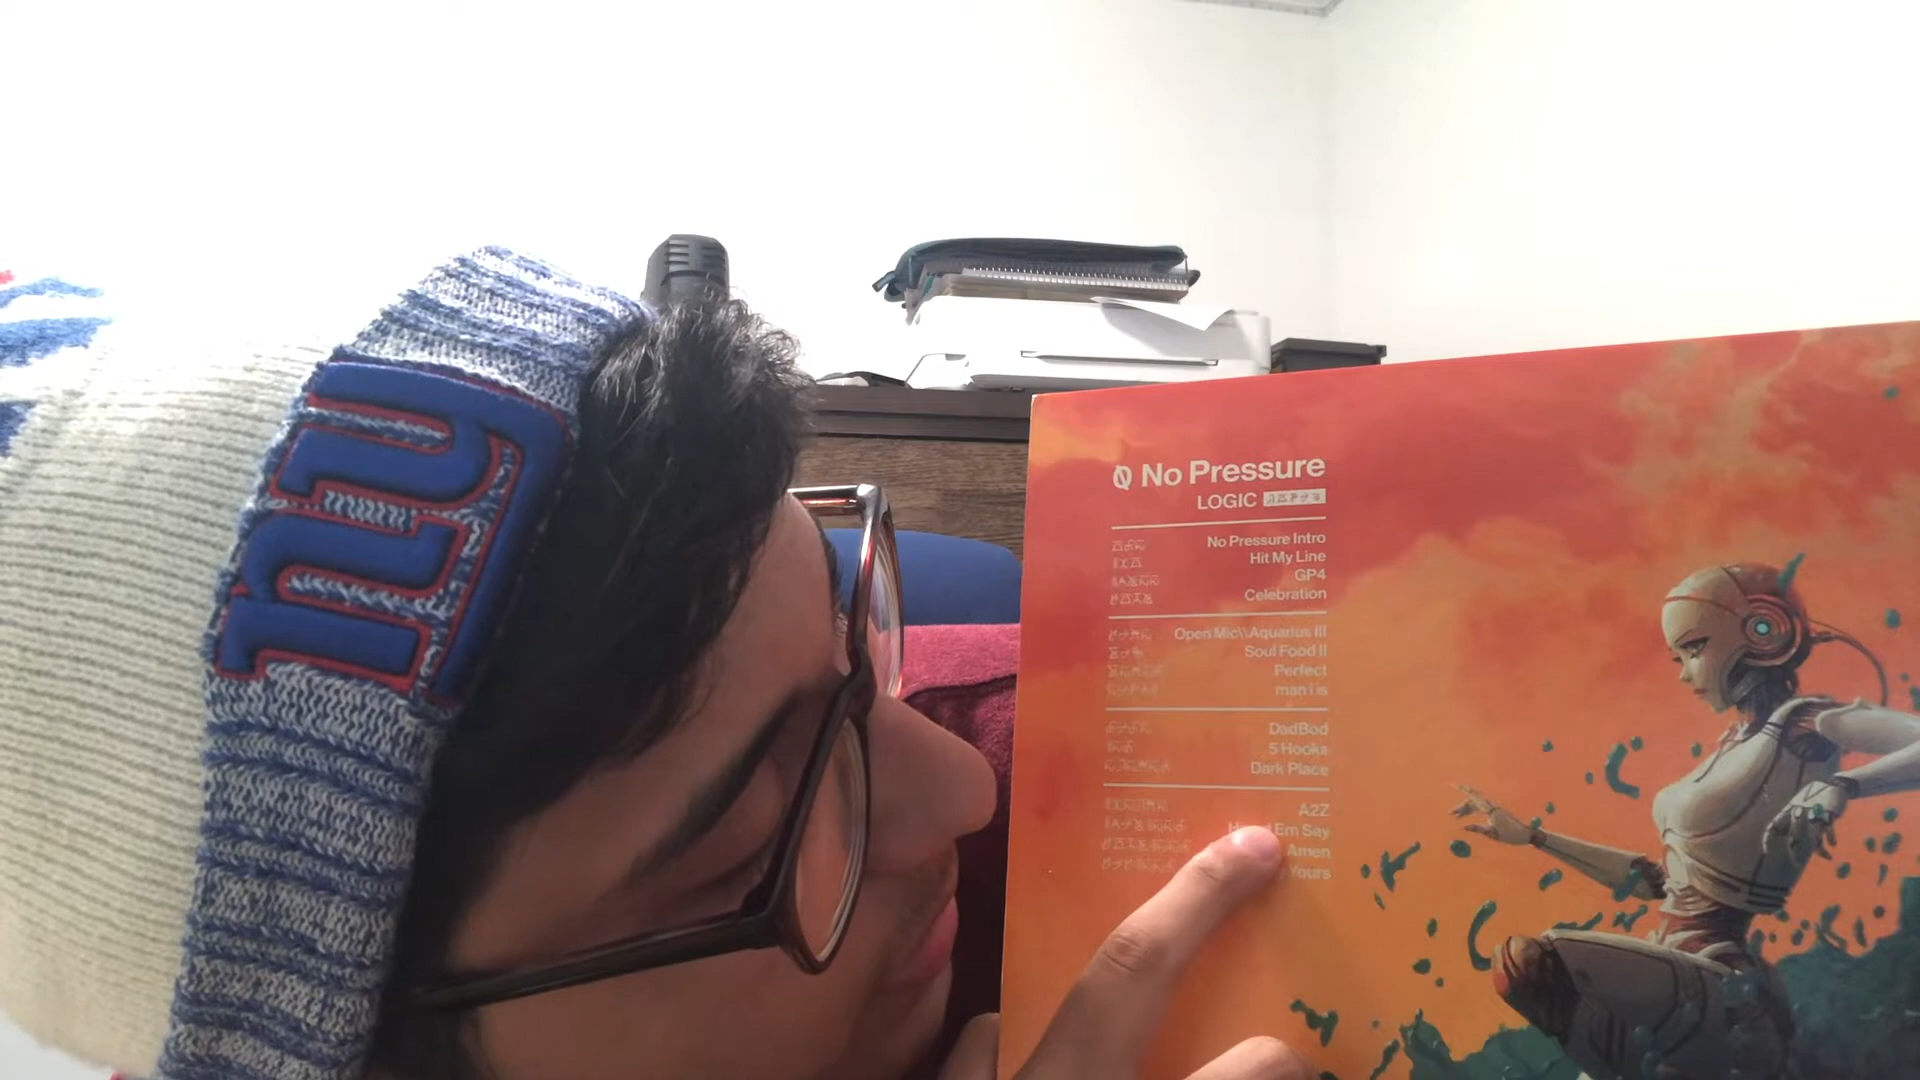 ny
No Pressure
LOGIC
No Pressure Intro
Hit My Line
GP4
Celebration
Open Mic\\Aquarius III
Soul Food II
Perfect
man i is
DadBod
5 Hooks
Dark Place
A2Z
Em Say
Amen
Yours